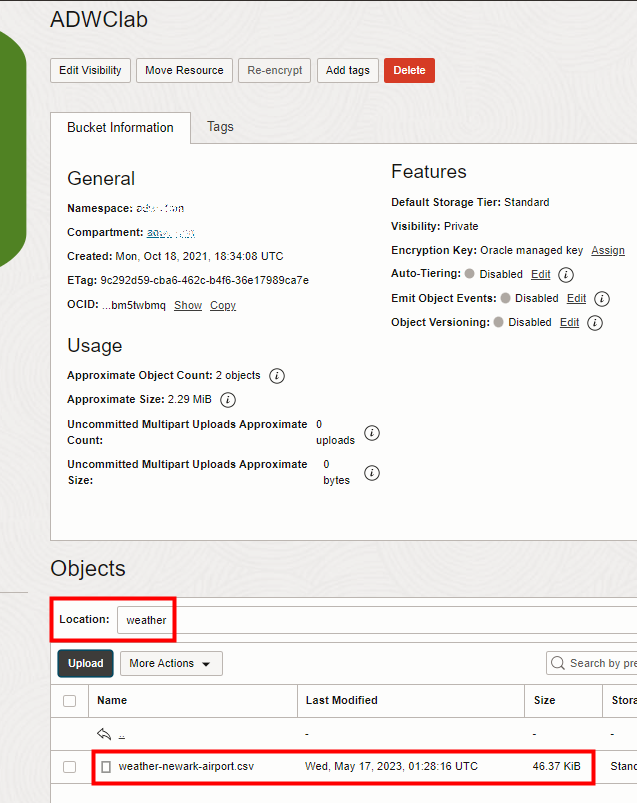 ADWClab
Edit Visibility Move Resource Re-encrypt Add tags Delete
Bucket Information Tags
General
Namespace:
Compartment:
Created: Mon, Oct 18, 2021, 18:34:08 UTC
ETag: 9c292d59-cba6-462c-b4f6-36e17989ca7e
OCID: ...bm5twbmq Show Copy
Usage
Approximate Object Count: 2 objects
Approximate Size: 2.29 MiB
Uncommitted Multipart Uploads Approximate
Count:
0
uploads
Uncommitted Multipart Uploads Approximate
Size:
0
bytes
Features
Default Storage Tier: Standard
Visibility: Private
Encryption Key: Oracle managed key Assign
Auto-Tiering: Disabled Edit
Emit Object Events: Disabled Edit
Object Versioning: Disabled Edit
Objects
Location: weather
Upload More Actions Search by pre
Name Last Modified Size Stora
.. - - -
weather-newark-airport.csv Wed, May 17, 2023, 01:28:16 UTC 46.37 KiB Stand